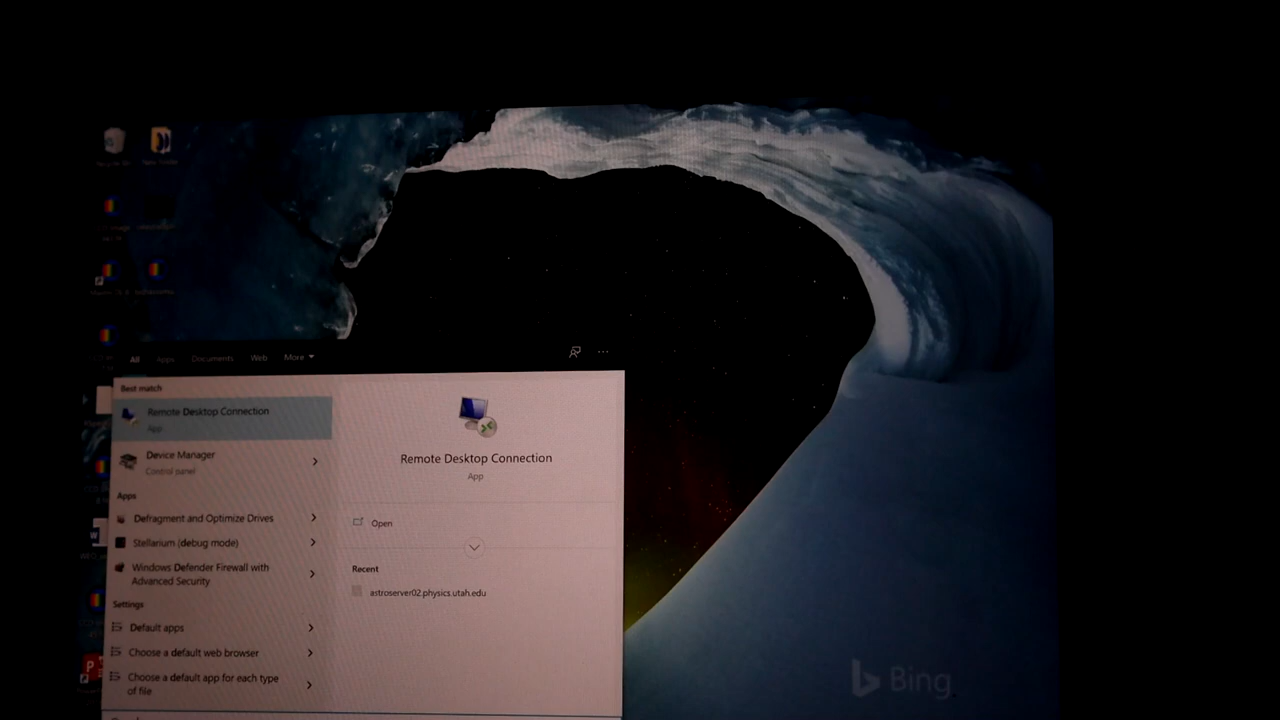 Recycle Bin
All
Apps
Documents
Web
More
Best match
Remote Desktop Connection
App
Device Manager
Control panel
Apps
Defragment and Optimize Drives
Stellarium (debug mode)
Windows Defender Firewall with
Advanced Security
Settings
Default apps
Choose a default web browser
Choose a default app for each type
of file
Remote Desktop Connection
App
Open
Recent
astroserver02.physics.utah.edu
Bing